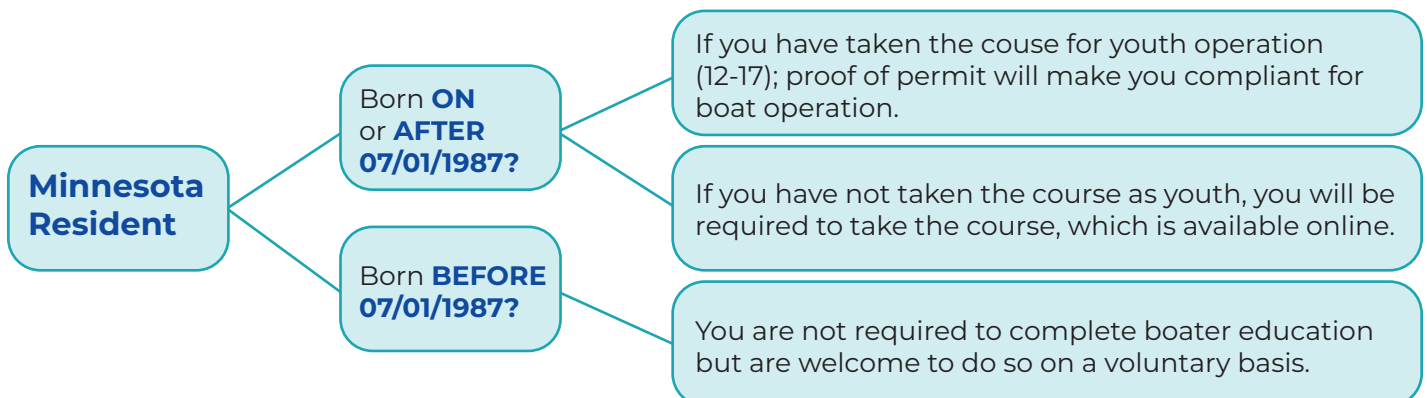 Minnesota
Resident
Born ON
or AFTER
07/01/1987?
If you have taken the couse for youth operation
(12-17); proof of permit will make you compliant for
boat operation.
If you have not taken the course as youth, you will be
required to take the course, which is available online.
Born BEFORE
07/01/1987?
You are not required to complete boater education
but are welcome to do so on a voluntary basis.